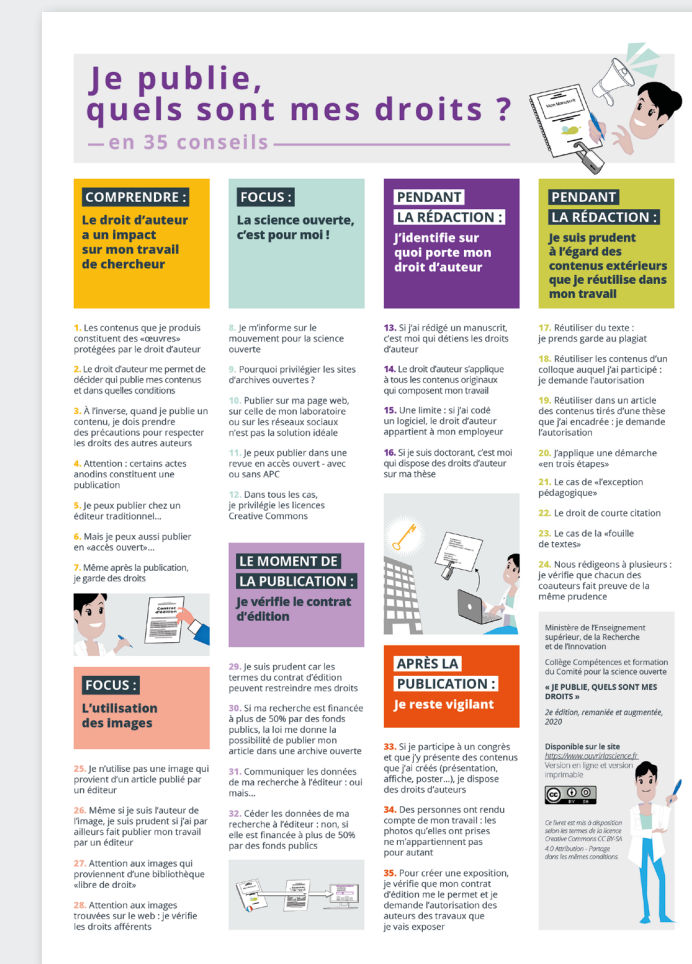 Je publie,
quels sont mes droits ?
en 35 conseils
Mon Manuscrit
COMPRENDRE :
Le droit d’auteur
a un impact
sur mon travail
de chercheur
1. Les contenus que je produis
constituent des «œuvres»
protégées par le droit d’auteur
2. Le droit d’auteur me permet de
décider qui publie mes contenus
et dans quelles conditions
3. À l’inverse, quand je publie un
contenu, je dois prendre
des précautions pour respecter
les droits des autres auteurs
4. Attention : certains actes
anodins constituent une
publication
5. Je peux publier chez un
éditeur traditionnel...
6. Mais je peux aussi publier
en «accès ouvert»...
7. Même après la publication,
je garde des droits
Contrat
d'édition
FOCUS :
L’utilisation
des images
25. Je n’utilise pas une image qui
provient d’un article publié par
un éditeur
26. Même si je suis l’auteur de
l’image, je suis prudent si j’ai par
ailleurs fait publier mon travail
par un éditeur
27. Attention aux images qui
proviennent d’une bibliothèque
«libre de droit»
28. Attention aux images
trouvées sur le web : je vérifie
les droits afférents
FOCUS :
La science ouverte,
c’est pour moi !
8. Je m’informe sur le
mouvement pour la science
ouverte
9. Pourquoi privilégier les sites
d’archives ouvertes ?
10. Publier sur ma page web,
sur celle de mon laboratoire
ou sur les réseaux sociaux
n’est pas la solution idéale
11. Je peux publier dans une
revue en accès ouvert - avec
ou sans APC
12. Dans tous les cas,
je privilégie les licences
Creative Commons
LE MOMENT DE
LA PUBLICATION :
Je vérifie le contrat
d’édition
29. Je suis prudent car les
termes du contrat d’édition
peuvent restreindre mes droits
30. Si ma recherche est financée
à plus de 50% par des fonds
publics, la loi me donne la
possibilité de publier mon
article dans une archive ouverte
31. Communiquer les données
de ma recherche à l’éditeur : oui
mais...
32. Céder les données de ma
recherche à l’éditeur : non, si
elle est financée à plus de 50%
par des fonds publics
PENDANT
LA RÉDACTION :
J’identifie sur
quoi porte mon
droit d’auteur
13. Si j’ai rédigé un manuscrit,
c’est moi qui détiens les droits
d’auteur
14. Le droit d’auteur s’applique
à tous les contenus originaux
qui composent mon travail
15. Une limite : si j’ai codé
un logiciel, le droit d’auteur
appartient à mon employeur
16. Si je suis doctorant, c’est moi
qui dispose des droits d’auteur
sur ma thèse
APRÈS LA
PUBLICATION :
Je reste vigilant
33. Si je participe à un congrès
et que j’y présente des contenus
que j’ai créés (présentation,
affiche, poster...), je dispose
des droits d’auteurs
34. Des personnes ont rendu
compte de mon travail : les
photos qu’elles ont prises
ne m’appartiennent pas
pour autant
35. Pour créer une exposition,
je vérifie que mon contrat
d’édition me le permet et je
demande l’autorisation des
auteurs des travaux que
je vais exposer
PENDANT
LA RÉDACTION :
Je suis prudent
à l’égard des
contenus extérieurs
que je réutilise dans
mon travail
17. Réutiliser du texte :
je prends garde au plagiat
18. Réutiliser les contenus d’un
colloque auquel j’ai participé :
je demande l’autorisation
19. Réutiliser dans un article
des contenus tirés d’une thèse
que j’ai encadrée : je demande
l’autorisation
20. J’applique une démarche
«en trois étapes»
21. Le cas de «l’exception
pédagogique»
22. Le droit de courte citation
23. Le cas de la «fouille
de textes»
24. Nous rédigeons à plusieurs :
je vérifie que chacun des
coauteurs fait preuve de la
même prudence
Ministère de l’Enseignement
supérieur, de la Recherche
et de l’Innovation
Collège Compétences et formation
du Comité pour la science ouverte
« JE PUBLIE, QUELS SONT MES
DROITS »
2e édition, remaniée et augmentée,
2020
Disponible sur le site
https://www.ouvrirlascience.fr
Version en ligne et version
imprimable
cc
BY SA
Ce livret est mis à disposition
selon les termes de la licence
Creative Commons CC BY-SA
4.0 Attribution - Partage
dans les mêmes conditions